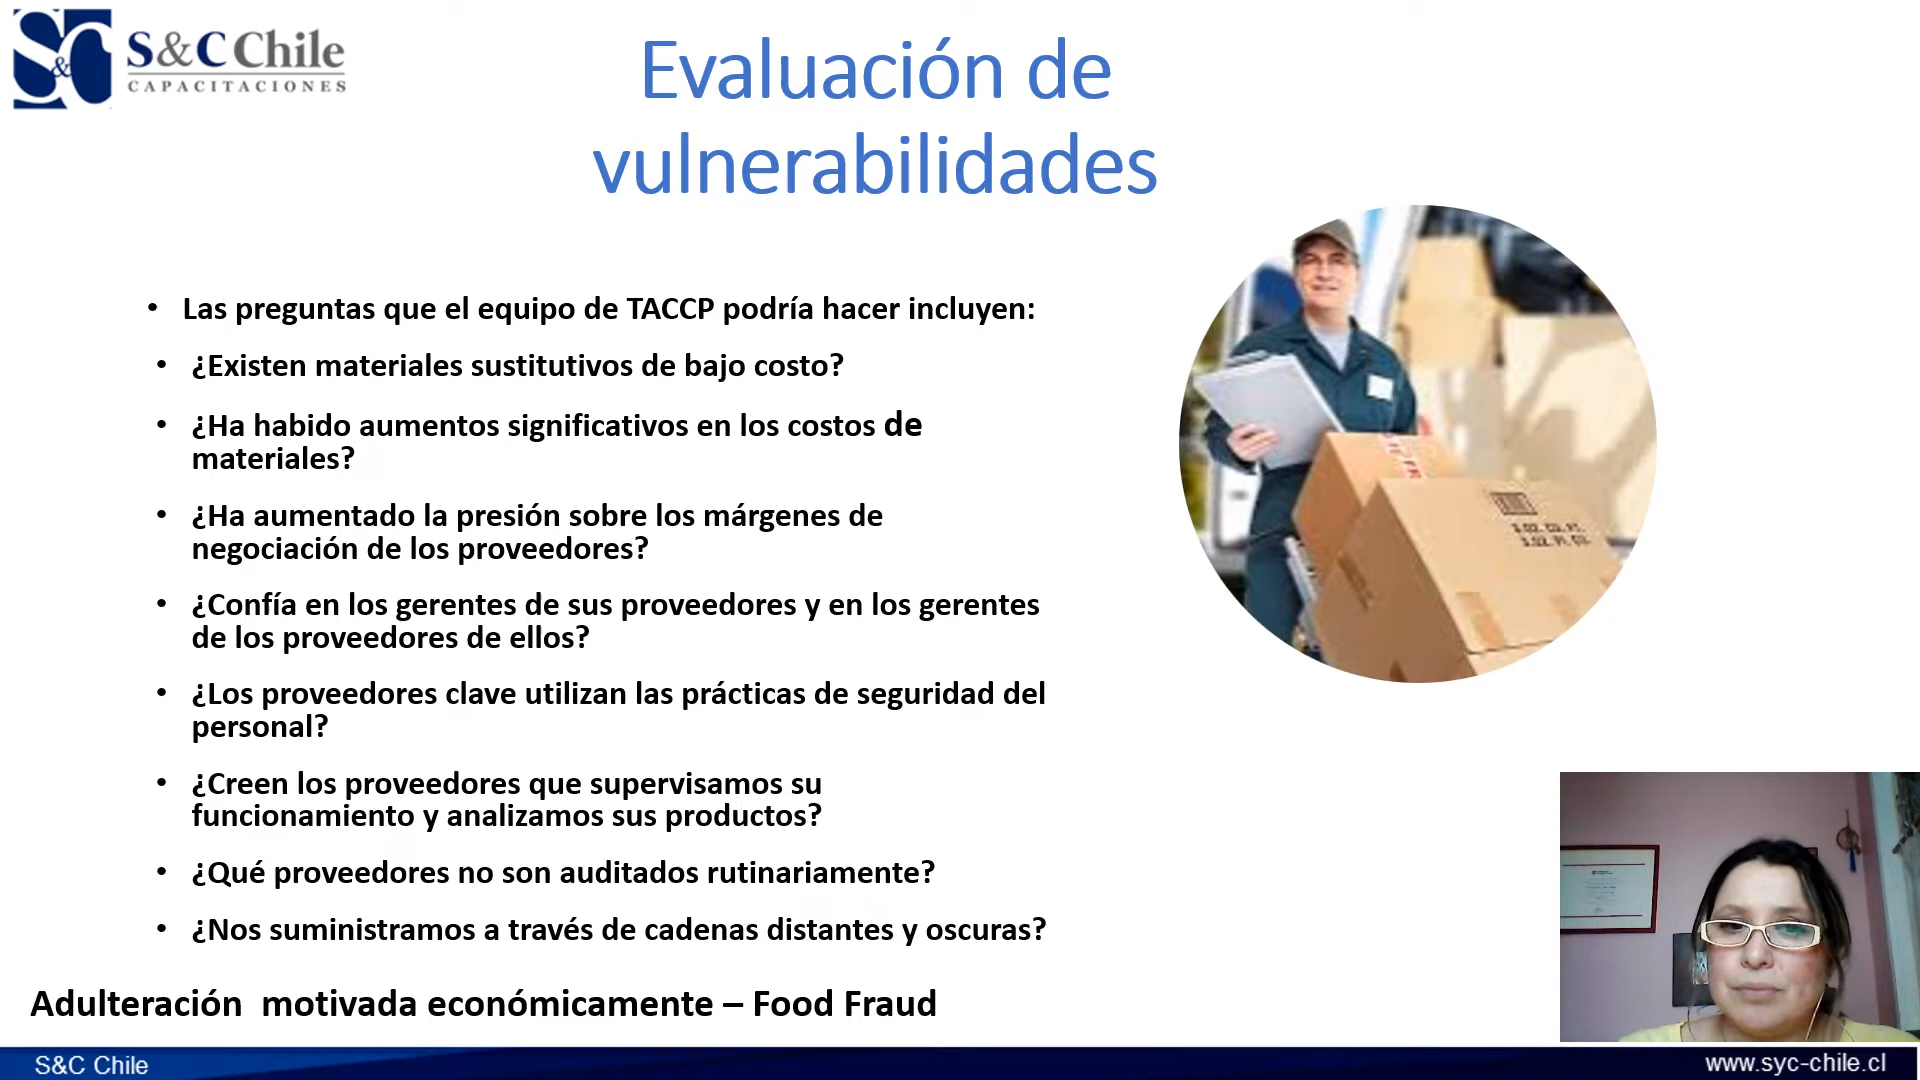 S&C Chile
CAPACITACIONES
Evaluación de
vulnerabilidades
• Las preguntas que el equipo de TACCP podría hacer incluyen:
• ¿Existen materiales sustitutivos de bajo costo?
• ¿Ha habido aumentos significativos en los costos de
materiales?
• ¿Ha aumentado la presión sobre los márgenes de
negociación de los proveedores?
• ¿Confía en los gerentes de sus proveedores y en los gerentes
de los proveedores de ellos?
• ¿Los proveedores clave utilizan las prácticas de seguridad del
personal?
• ¿Creen los proveedores que supervisamos su
funcionamiento y analizamos sus productos?
• ¿Qué proveedores no son auditados rutinariamente?
• ¿Nos suministramos a través de cadenas distantes y oscuras?
Adulteración  motivada económicamente – Food Fraud
S&C Chile
www.syc-chile.cl